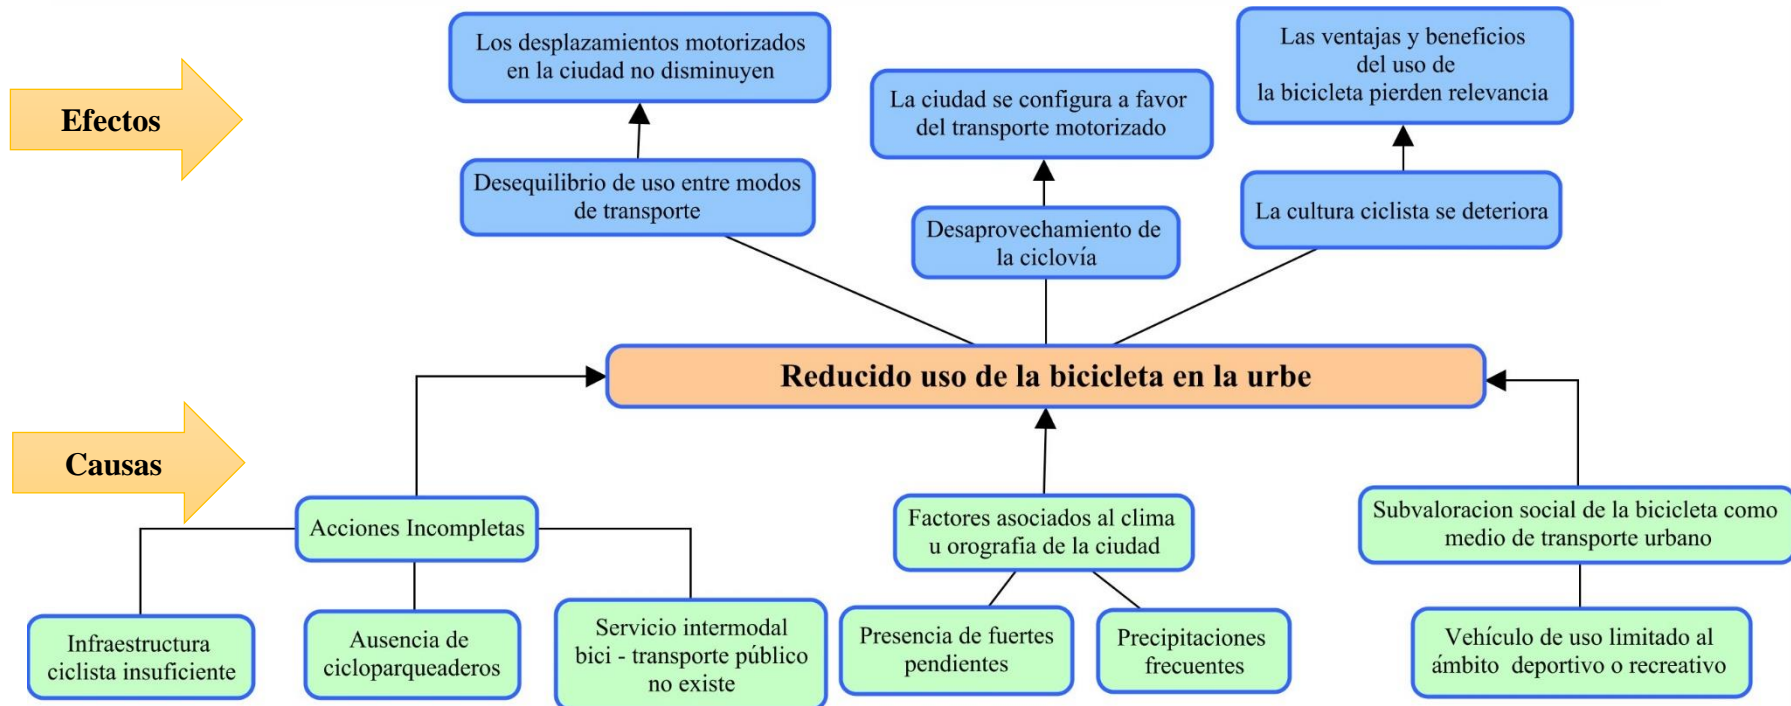 Efectos
Los desplazamientos motorizados
en la ciudad no disminuyen
La ciudad se configura a favor
del transporte motorizado
Las ventajas y beneficios
del uso de
la bicicleta pierden relevancia
Desequilibrio de uso entre modos
de transporte
Desaprovechamiento de
la ciclovía
La cultura ciclista se deteriora
Reducido uso de la bicicleta en la urbe
Causas
Acciones Incompletas
Factores asociados al clima
u orografia de la ciudad
Subvaloracion social de la bicicleta como
medio de transporte urbano
Infraestructura
ciclista insuficiente
Ausencia de
cicloparqueaderos
Servicio intermodal
bici - transporte público
no existe
Presencia de fuertes
pendientes
Precipitaciones
frecuentes
Vehículo de uso limitado al
ámbito deportivo o recreativo